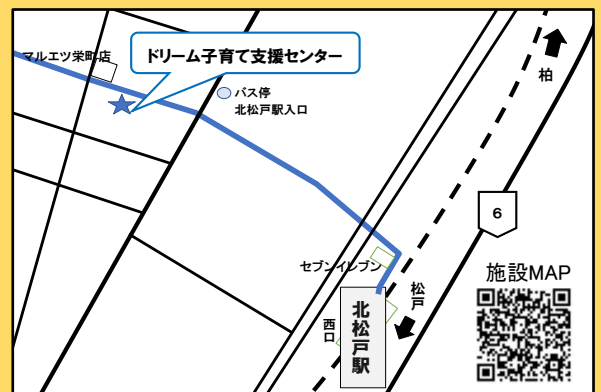 マルエツ栄町店
ドリーム子育て支援センター
バス停
北松戸駅入口
柏
6
セブンイレブン
施設MAP
松戸
西口
北松戸駅